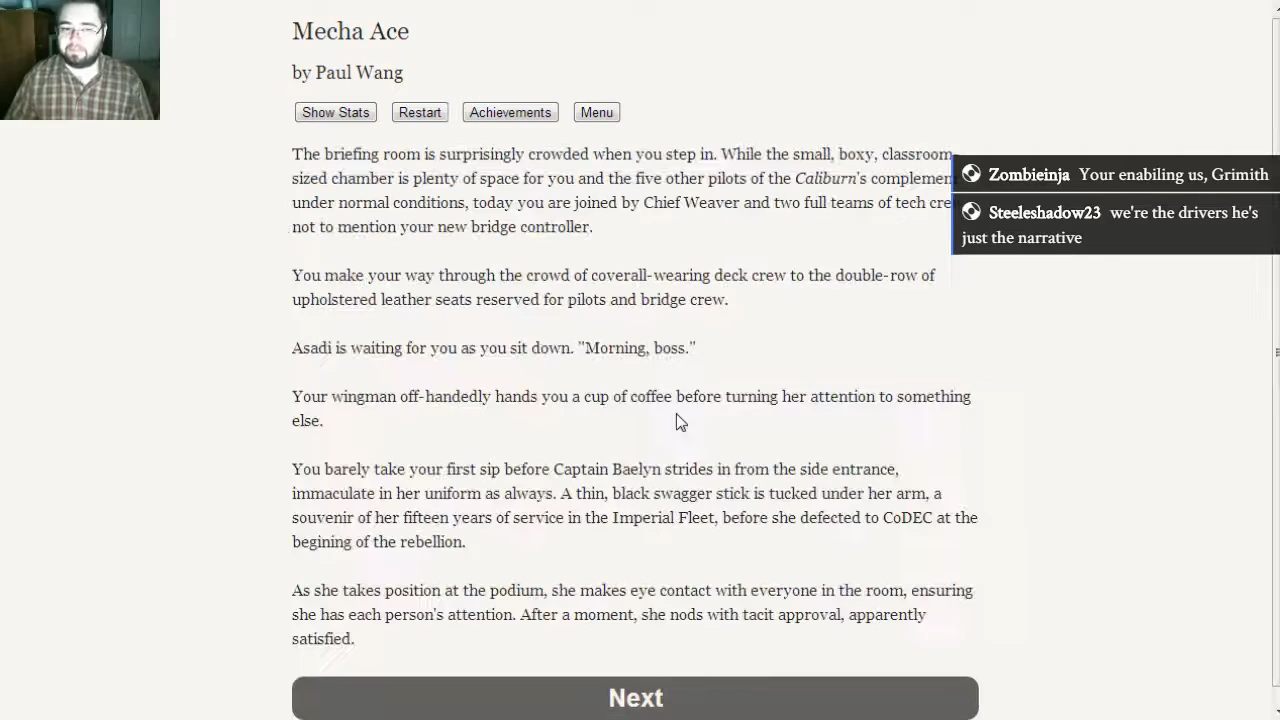 Mecha Ace
by Paul Wang
Show Stats Restart Achievements Menu
The briefing room is surprisingly crowded when you step in. While the small, boxy, classroom-
sized chamber is plenty of space for you and the five other pilots of the Caliburn's complement
under normal conditions, today you are joined by Chief Weaver and two full teams of tech
not to mention your new bridge controller.
You make your way through the crowd of coverall-wearing deck crew to the double-row of
upholstered leather seats reserved for pilots and bridge crew.
Asadi is waiting for you as you sit down. "Morning, boss."
Your wingman off-handedly hands you a cup of coffee before turning her attention to something
else.
You barely take your first sip before Captain Baelyn strides in from the side entrance,
immaculate in her uniform as always. A thin, black swagger stick is tucked under her arm, a
souvenir of her fifteen years of service in the Imperial Fleet, before she defected to CoDEC at the
begining of the rebellion.
As she takes position at the podium, she makes eye contact with everyone in the room, ensuring
she has each person's attention. After a moment, she nods with tacit approval, apparently
satisfied.
Next
Zombieinja Your enabiling us, Grimith
Steeleshadow23 we're the drivers he's
just the narrative